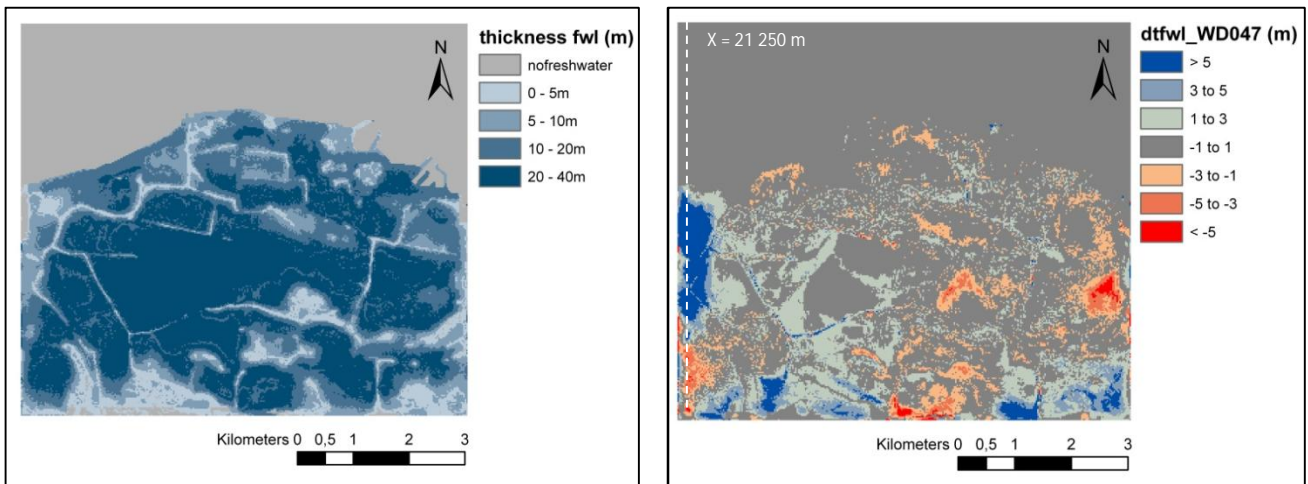 thickness fwl (m)
N
nofreshwater
0 - 5m
5 - 10m
10 - 20m
20 - 40m
Kilometers 0 0,5 1 2 3
X = 21 250 m
dtfwl_WD047 (m)
N
> 5
3 to 5
1 to 3
-1 to 1
-3 to -1
-5 to -3
< -5
Kilometers 0 0,5 1 2 3